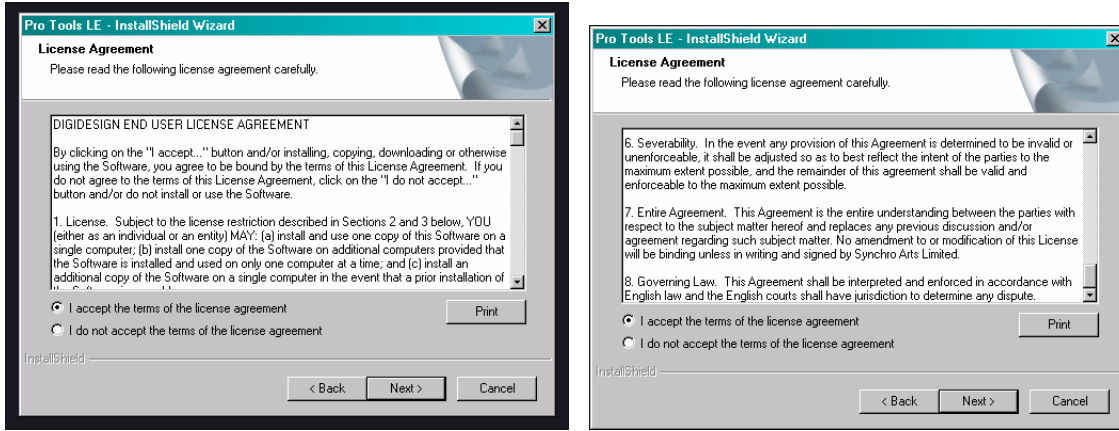 Pro Tools LE - InstallShield Wizard
License Agreement
Please read the following license agreement carefully.
DIGIDESIGN END USER LICENSE AGREEMENT
By clicking on the "I accept..." button and/or installing, copying, downloading or otherwise
using the Software, you agree to be bound by the terms of this License Agreement. If you
do not agree to the terms of this License Agreement, click on the "I do not accept..."
button and/or do not install or use the Software.
1. License. Subject to the license restriction described in Sections 2 and 3 below, YOU
(either as an individual or an entity) MAY: (a) install and use one copy of this Software on a
single computer; (b) install one copy of the Software on additional computers provided that
the Software is installed and used on only one computer at a time; and (c) install an
additional copy of the Software on a single computer in the event that a prior installation of
I accept the terms of the license agreement
Print
I do not accept the terms of the license agreement
InstallShield
< Back Next > Cancel
Pro Tools LE - InstallShield Wizard
License Agreement
Please read the following license agreement carefully.
6. Severability. In the event any provision of this Agreement is determined to be invalid or
unenforceable, it shall be adjusted so as to best reflect the intent of the parties to the
maximum extent possible, and the remainder of this agreement shall be valid and
enforceable to the maximum extent possible.
7. Entire Agreement. This Agreement is the entire understanding between the parties with
respect to the subject matter hereof and replaces any previous discussion and/or
agreement regarding such subject matter. No amendment to or modification of this License
will be binding unless in writing and signed by Synchro Arts Limited.
8. Governing Law. This Agreement shall be interpreted and enforced in accordance with
English law and the English courts shall have jurisdiction to determine any dispute.
I accept the terms of the license agreement
Print
I do not accept the terms of the license agreement
InstallShield
< Back Next > Cancel